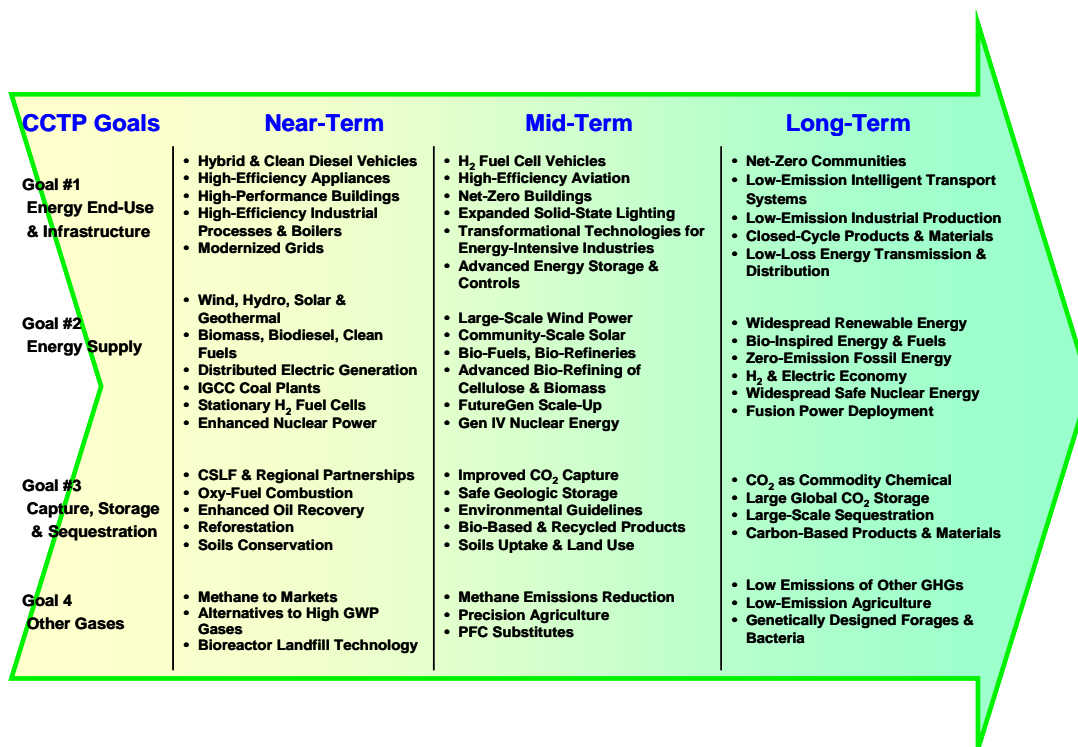 CCTP Goals
Near-Term
Mid-Term
Long-Term
Goal #1
Energy End-Use
& Infrastructure
• Hybrid & Clean Diesel Vehicles
• High-Efficiency Appliances
• High-Performance Buildings
• High-Efficiency Industrial
Processes & Boilers
• Modernized Grids
• H₂ Fuel Cell Vehicles
• High-Efficiency Aviation
• Net-Zero Buildings
• Expanded Solid-State Lighting
• Transformational Technologies for
Energy-Intensive Industries
• Advanced Energy Storage &
Controls
• Net-Zero Communities
• Low-Emission Intelligent Transport
Systems
• Low-Emission Industrial Production
• Closed-Cycle Products & Materials
• Low-Loss Energy Transmission &
Distribution
Goal #2
Energy Supply
• Wind, Hydro, Solar &
Geothermal
• Biomass, Biodiesel, Clean
Fuels
• Distributed Electric Generation
• IGCC Coal Plants
• Stationary H₂ Fuel Cells
• Enhanced Nuclear Power
• Large-Scale Wind Power
• Community-Scale Solar
• Bio-Fuels, Bio-Refineries
• Advanced Bio-Refining of
Cellulose & Biomass
• FutureGen Scale-Up
• Gen IV Nuclear Energy
• Widespread Renewable Energy
• Bio-Inspired Energy & Fuels
• Zero-Emission Fossil Energy
• H₂ & Electric Economy
• Widespread Safe Nuclear Energy
• Fusion Power Deployment
Goal #3
Capture, Storage
& Sequestration
• CSLF & Regional Partnerships
• Oxy-Fuel Combustion
• Enhanced Oil Recovery
• Reforestation
• Soils Conservation
• Improved CO₂ Capture
• Safe Geologic Storage
• Environmental Guidelines
• Bio-Based & Recycled Products
• Soils Uptake & Land Use
• CO₂ as Commodity Chemical
• Large Global CO₂ Storage
• Large-Scale Sequestration
• Carbon-Based Products & Materials
Goal 4
Other Gases
• Methane to Markets
• Alternatives to High GWP
Gases
• Bioreactor Landfill Technology
• Methane Emissions Reduction
• Precision Agriculture
• PFC Substitutes
• Low Emissions of Other GHGs
• Low-Emission Agriculture
• Genetically Designed Forages &
Bacteria